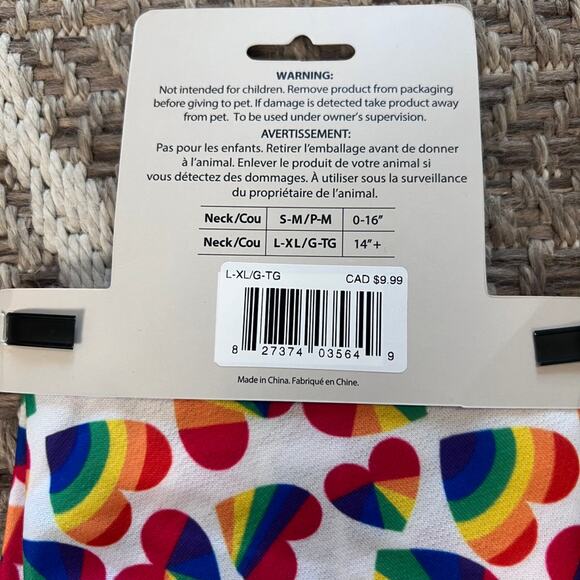 WARNING:
Not intended for children. Remove product from packaging
before giving to pet. If damage is detected take product away
from pet. To be used under owner's supervision.
AVERTISSEMENT:
Pas pour les enfants. Retirer l'emballage avant de donner
à l'animal. Enlever le produit de votre animal si
vous détectez des dommages. À utiliser sous la surveillance
du propriétaire de l'animal.
Neck/Cou S-M/P-M 0-16"
Neck/Cou L-XL/G-TG 14"+
L-XL/G-TG CAD $9.99
8 27374 03564 9
Made in China. Fabriqué en Chine.